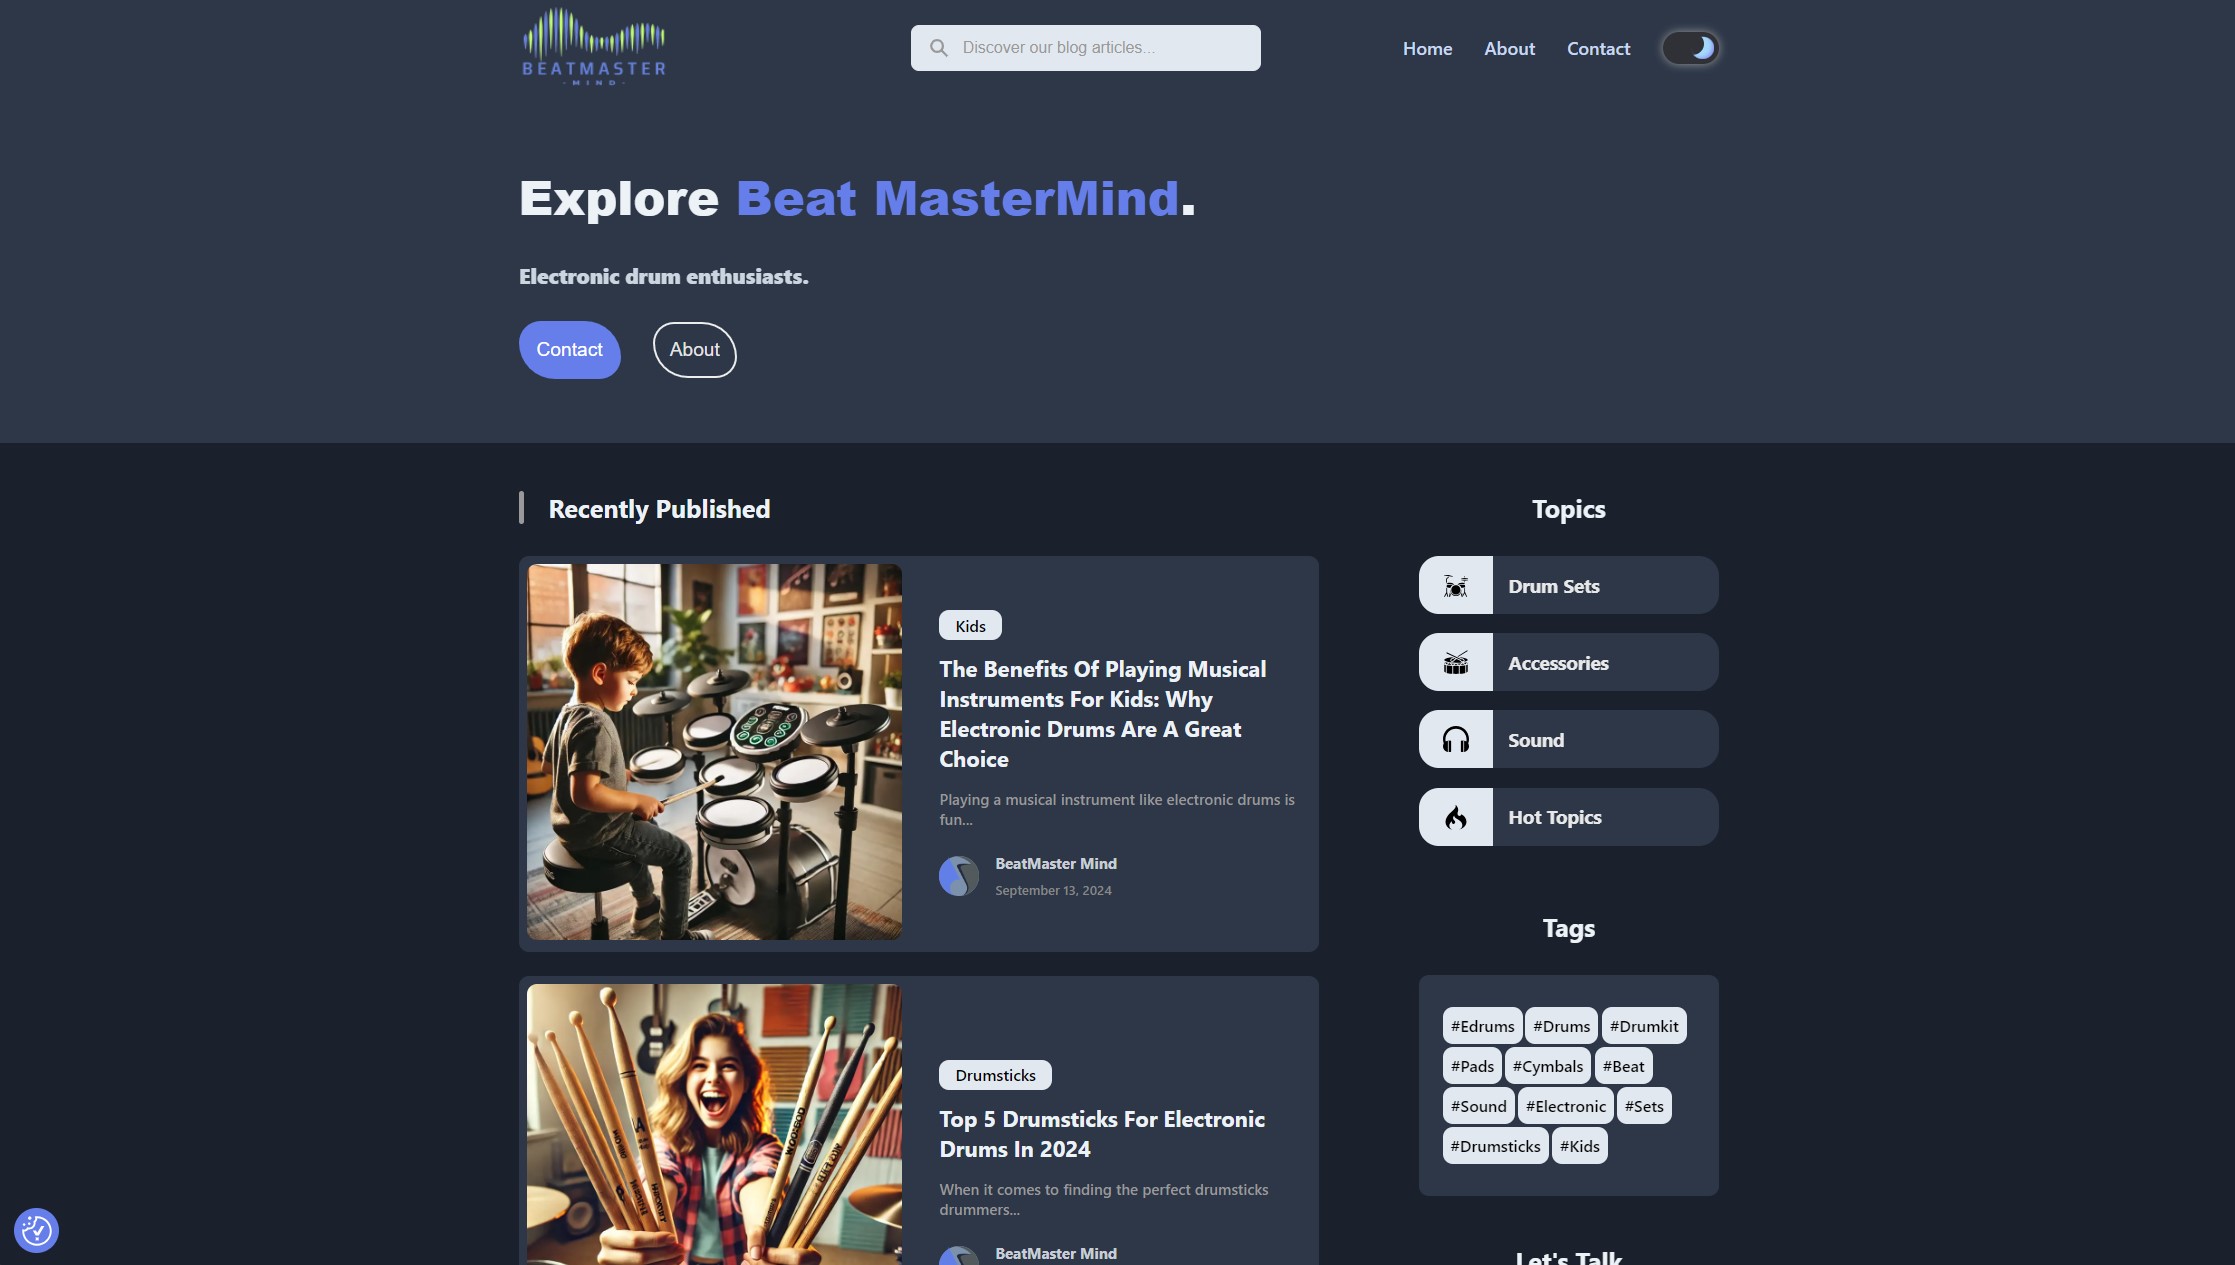 BEATMASTER
- MIND -
Discover our blog articles...
Home
About
Contact
Explore Beat MasterMind.
Electronic drum enthusiasts.
Contact
About
Recently Published
Kids
The Benefits Of Playing Musical
Instruments For Kids: Why
Electronic Drums Are A Great
Choice
Playing a musical instrument like electronic drums is
fun...
BeatMaster Mind
September 13, 2024
Drumsticks
Top 5 Drumsticks For Electronic
Drums In 2024
When it comes to finding the perfect drumsticks
drummers...
BeatMaster Mind
Topics
Drum Sets
Accessories
Sound
Hot Topics
Tags
#Edrums #Drums #Drumkit
#Pads #Cymbals #Beat
#Sound #Electronic #Sets
#Drumsticks #Kids
Let's Talk